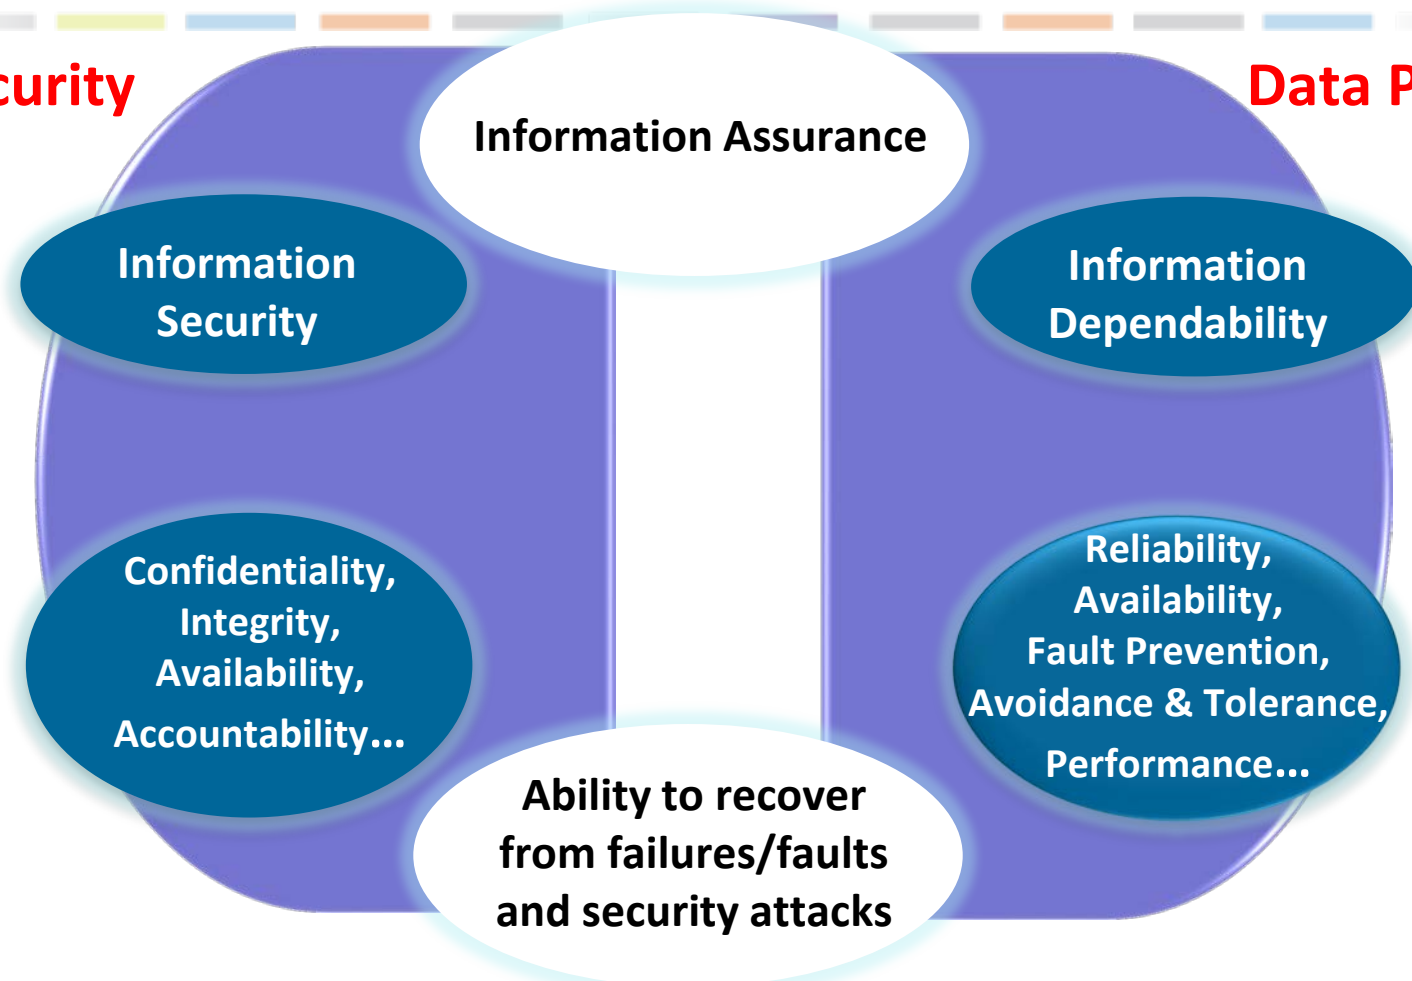 curity
Data P
Information Assurance
Information
Security
Information
Dependability
Confidentiality,
Integrity,
Availability,
Accountability...
Reliability,
Availability,
Fault Prevention,
Avoidance & Tolerance,
Performance...
Ability to recover
from failures/faults
and security attacks